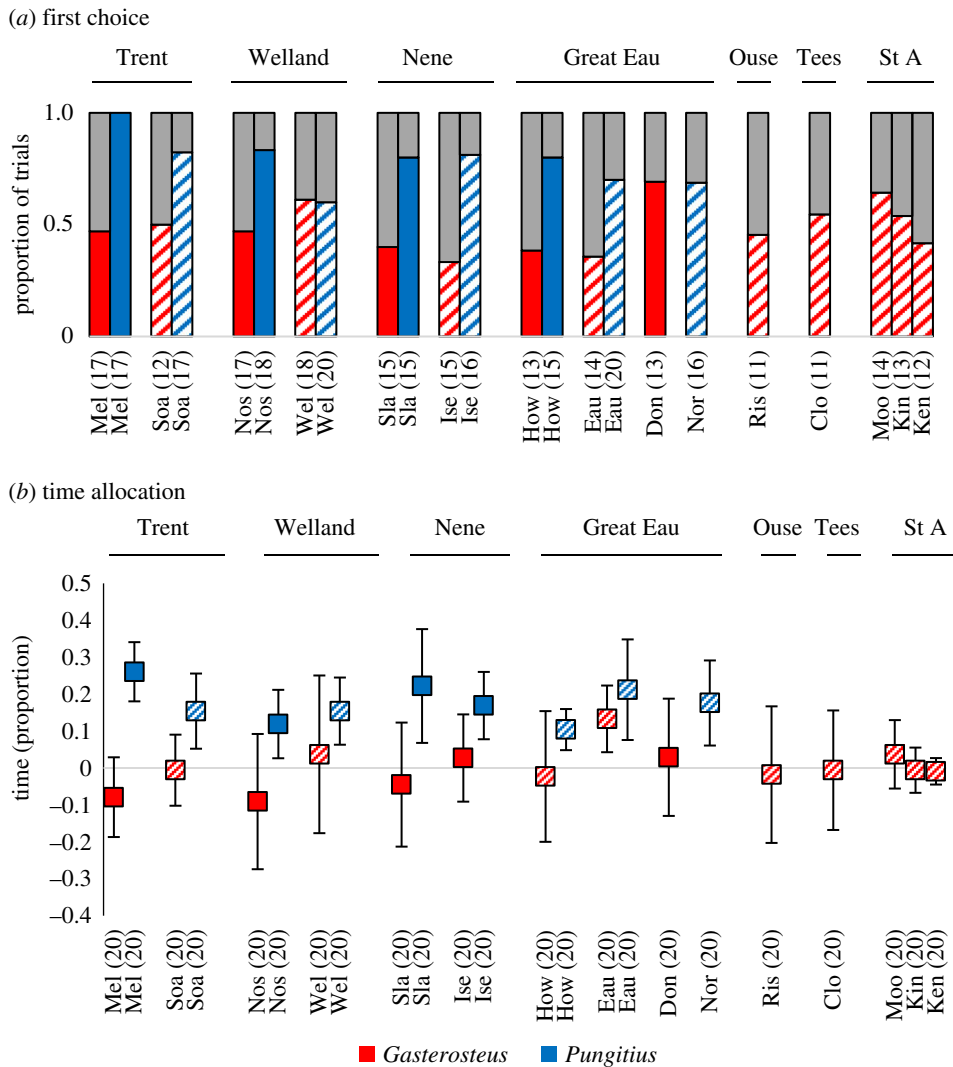 (a) first choice
Trent Welland Nene Great Eau Ouse Tees St A
1.0
0.5
0
proportion of trials
Mel (17) Mel (17) Soa (12) Soa (17) Nos (17) Nos (18) Wel (18) Wel (20) Sla (15) Sla (15) Ise (15) Ise (16) How (13) How (15) Eau (14) Eau (20) Don (13) Nor (16) Ris (11) Clo (11) Moo (14) Kin (13) Ken (12)
(b) time allocation
Trent Welland Nene Great Eau Ouse Tees St A
0.5
0.4
0.3
0.2
0.1
0
−0.1
−0.2
−0.3
−0.4
time (proportion)
Mel (20) Mel (20) Soa (20) Soa (20) Nos (20) Nos (20) Wel (20) Wel (20) Sla (20) Sla (20) Ise (20) Ise (20) How (20) How (20) Eau (20) Eau (20) Don (20) Nor (20) Ris (20) Clo (20) Moo (20) Kin (20) Ken (20)
Gasterosteus Pungitius